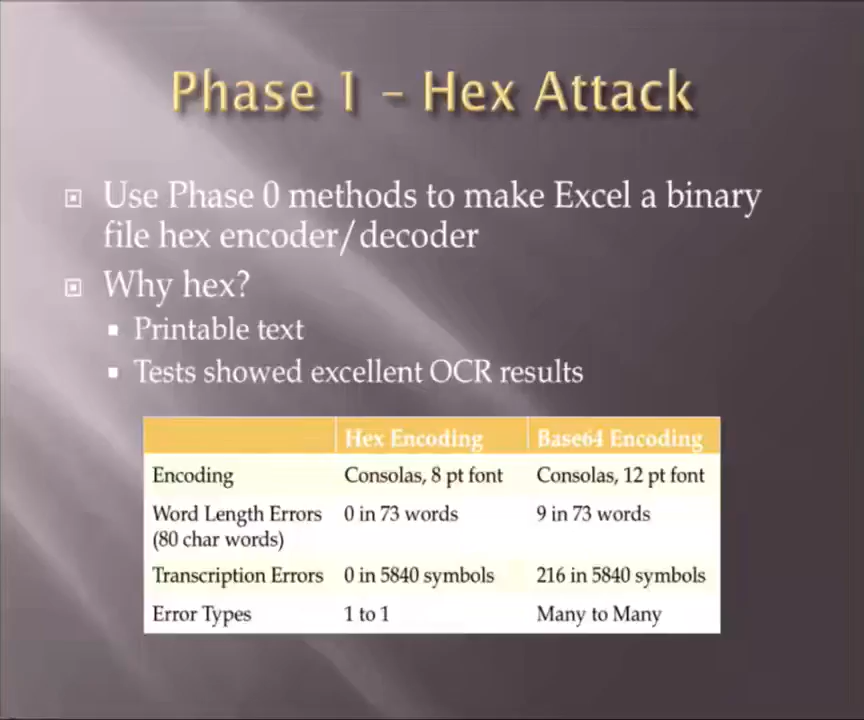 Phase 1 – Hex Attack
Use Phase 0 methods to make Excel a binary
file hex encoder/decoder
Why hex?
Printable text
Tests showed excellent OCR results
Hex Encoding Base64 Encoding
Encoding Consolas, 8 pt font Consolas, 12 pt font
Word Length Errors 0 in 73 words 9 in 73 words
(80 char words)
Transcription Errors 0 in 5840 symbols 216 in 5840 symbols
Error Types 1 to 1 Many to Many